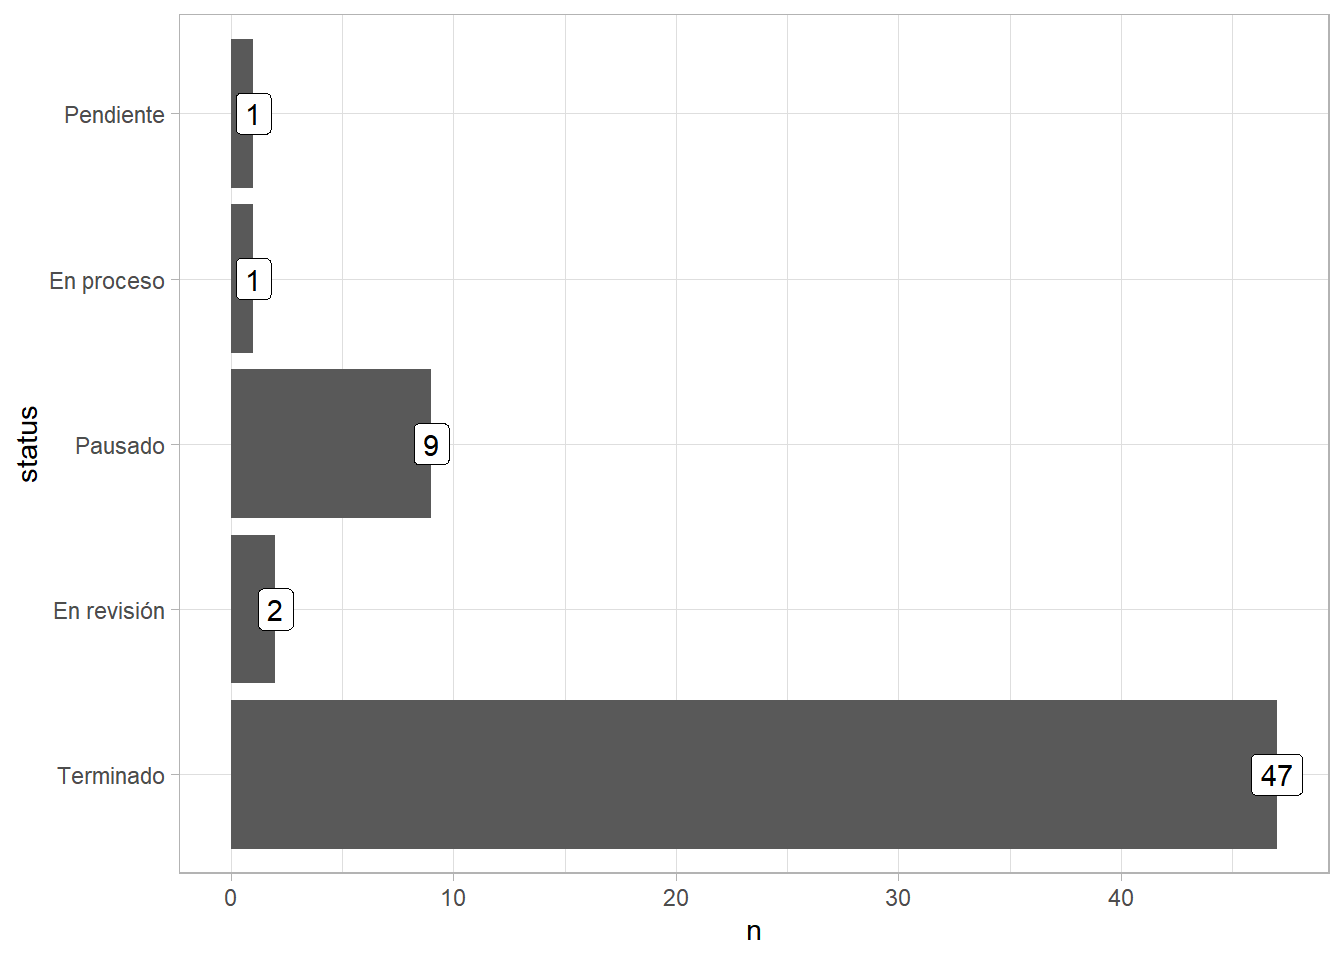 status
Pendiente
1
En proceso
1
Pausado
9
En revisión
2
Terminado
47
0 10 20 30 40
n